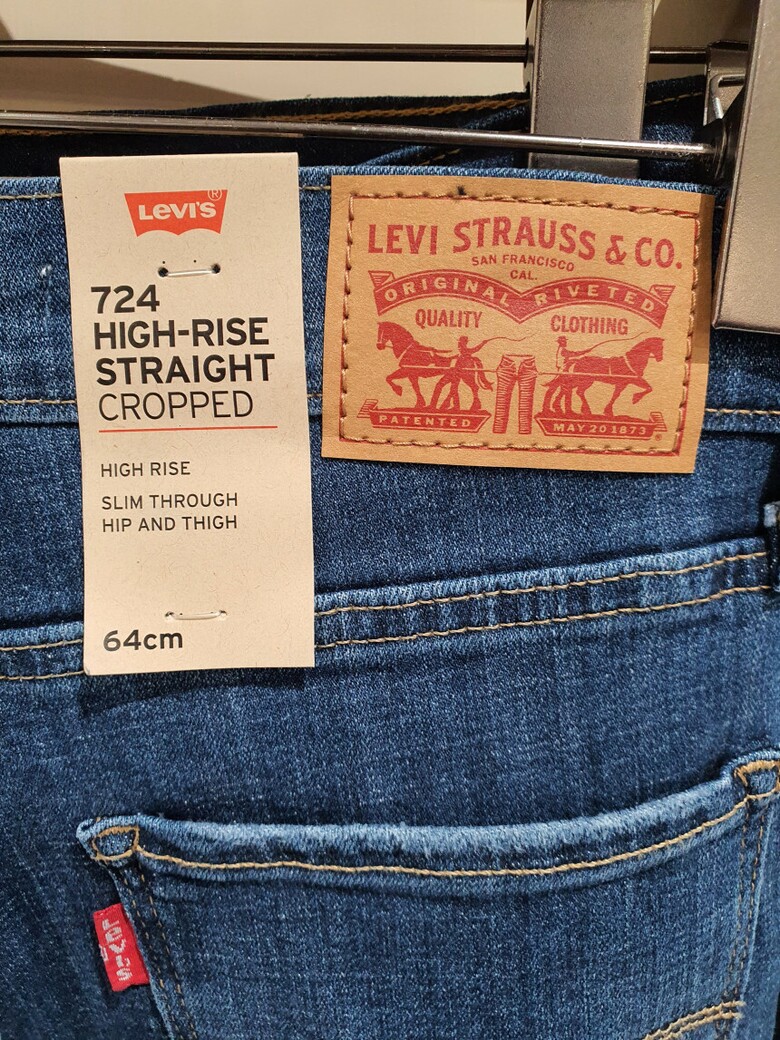 LEVI'S®
724
HIGH-RISE
STRAIGHT
CROPPED
HIGH RISE
SLIM THROUGH
HIP AND THIGH
64cm
LEVI STRAUSS & CO.
SAN FRANCISCO
CAL.
ORIGINAL RIVETED
QUALITY CLOTHING
PATENTED MAY 20 1873
LEVI'S